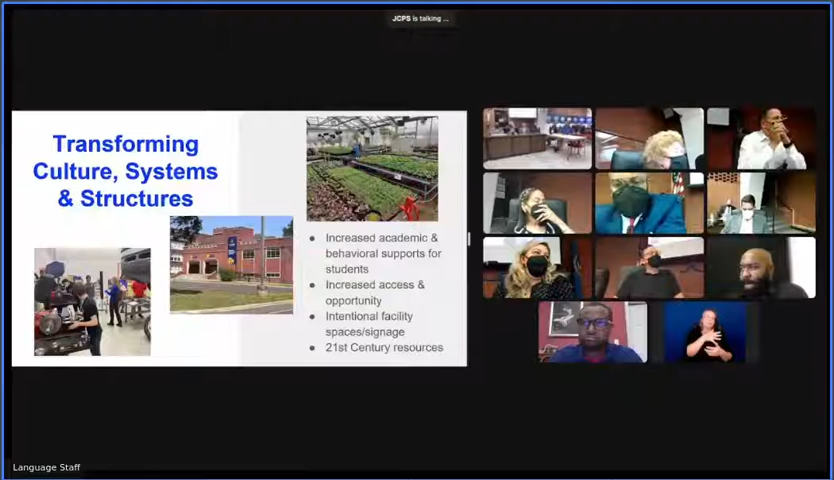 JCPS is talking ...
Transforming
Culture, Systems
& Structures
● Increased academic &
behavioral supports for
students
● Increased access &
opportunity
● Intentional facility
spaces/signage
● 21st Century resources
Language Staff